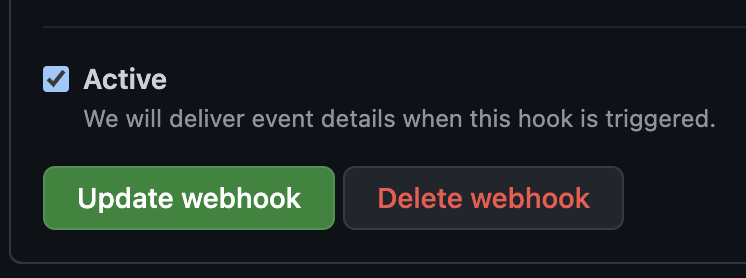 Active
We will deliver event details when this hook is triggered.
Update webhook
Delete webhook